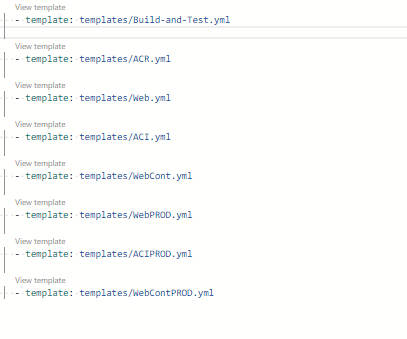 View template
- template: templates/Build-and-Test.yml
View template
- template: templates/ACR.yml
View template
- template: templates/Web.yml
View template
- template: templates/ACI.yml
View template
- template: templates/WebCont.yml
View template
- template: templates/WebPROD.yml
View template
- template: templates/ACIPROD.yml
View template
- template: templates/WebContPROD.yml